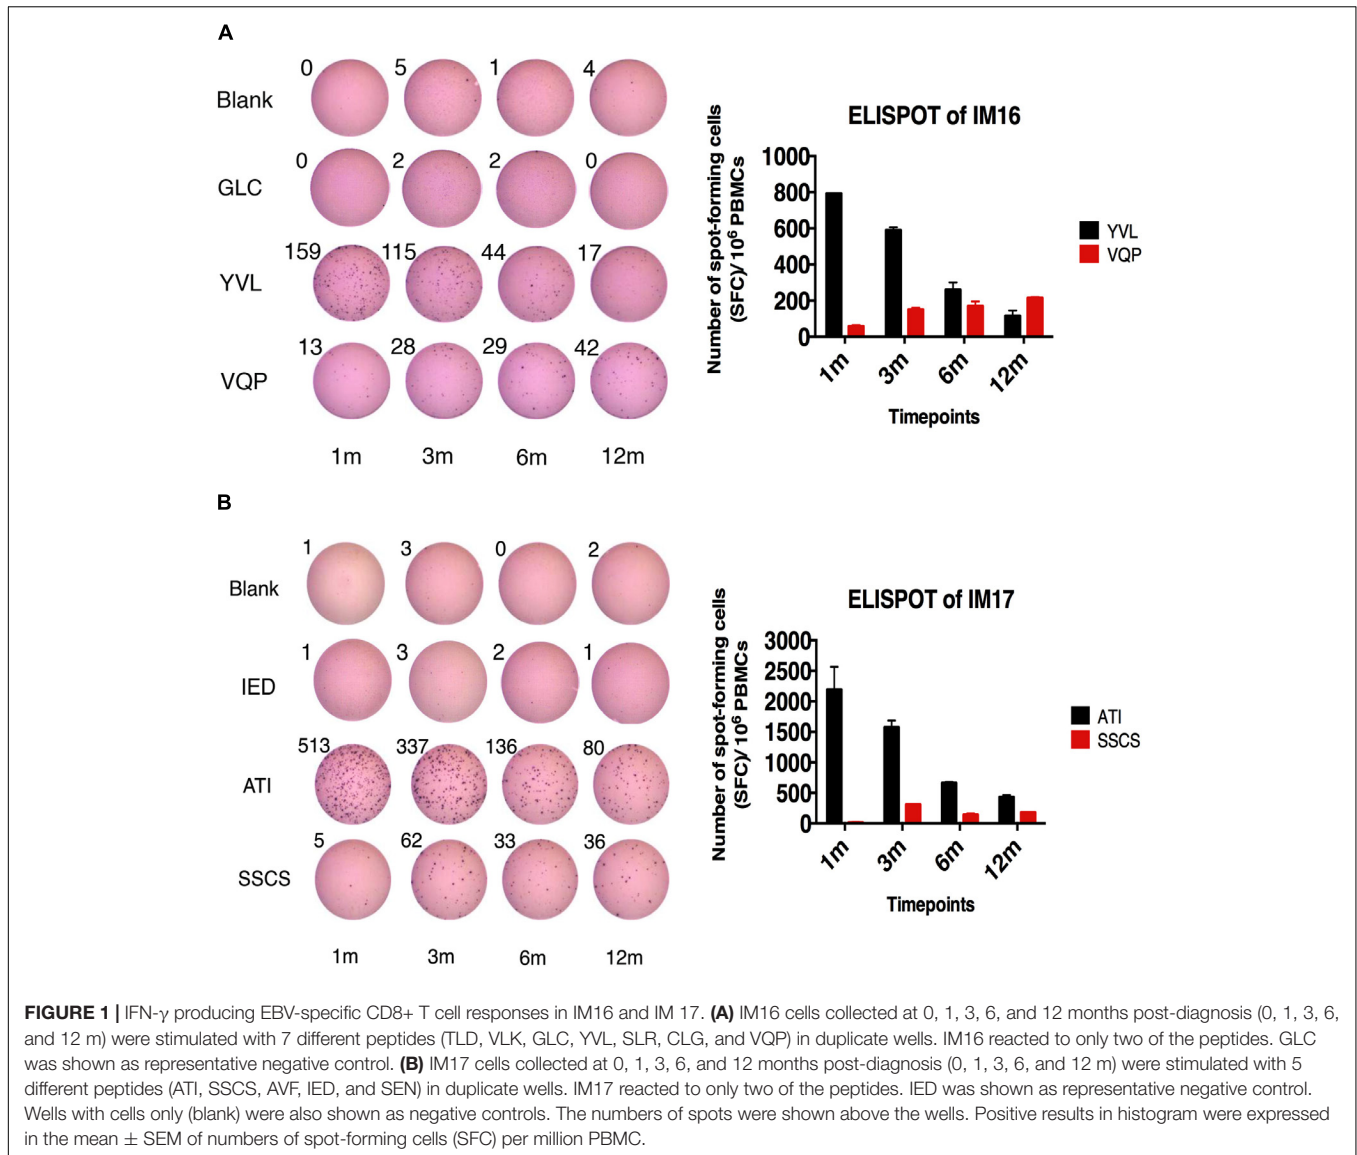 A
0 5 1 4
Blank
0 2 2 0
GLC
159 115 44 17
YVL
13 28 29 42
VQP
1m 3m 6m 12m
ELISPOT of IM16
Number of spot-forming cells
(SFC)/10⁶ PBMCs
1000
800
600
400
200
0
1m 3m 6m 12m
Timepoints
YVL
VQP
B
1 3 0 2
Blank
1 3 2 1
IED
513 337 136 80
ATI
5 62 33 36
SSCS
1m 3m 6m 12m
ELISPOT of IM17
Number of spot-forming cells
(SFC)/10⁶ PBMCs
3000
2500
2000
1500
1000
500
0
1m 3m 6m 12m
Timepoints
ATI
SSCS
FIGURE 1 | IFN-γ producing EBV-specific CD8+ T cell responses in IM16 and IM 17. (A) IM16 cells collected at 0, 1, 3, 6, and 12 months post-diagnosis (0, 1, 3, 6,
and 12 m) were stimulated with 7 different peptides (TLD, VLK, GLC, YVL, SLR, CLG, and VQP) in duplicate wells. IM16 reacted to only two of the peptides. GLC
was shown as representative negative control. (B) IM17 cells collected at 0, 1, 3, 6, and 12 months post-diagnosis (0, 1, 3, 6, and 12 m) were stimulated with 5
different peptides (ATI, SSCS, AVF, IED, and SEN) in duplicate wells. IM17 reacted to only two of the peptides. IED was shown as representative negative control.
Wells with cells only (blank) were also shown as negative controls. The numbers of spots were shown above the wells. Positive results in histogram were expressed
in the mean ± SEM of numbers of spot-forming cells (SFC) per million PBMC.